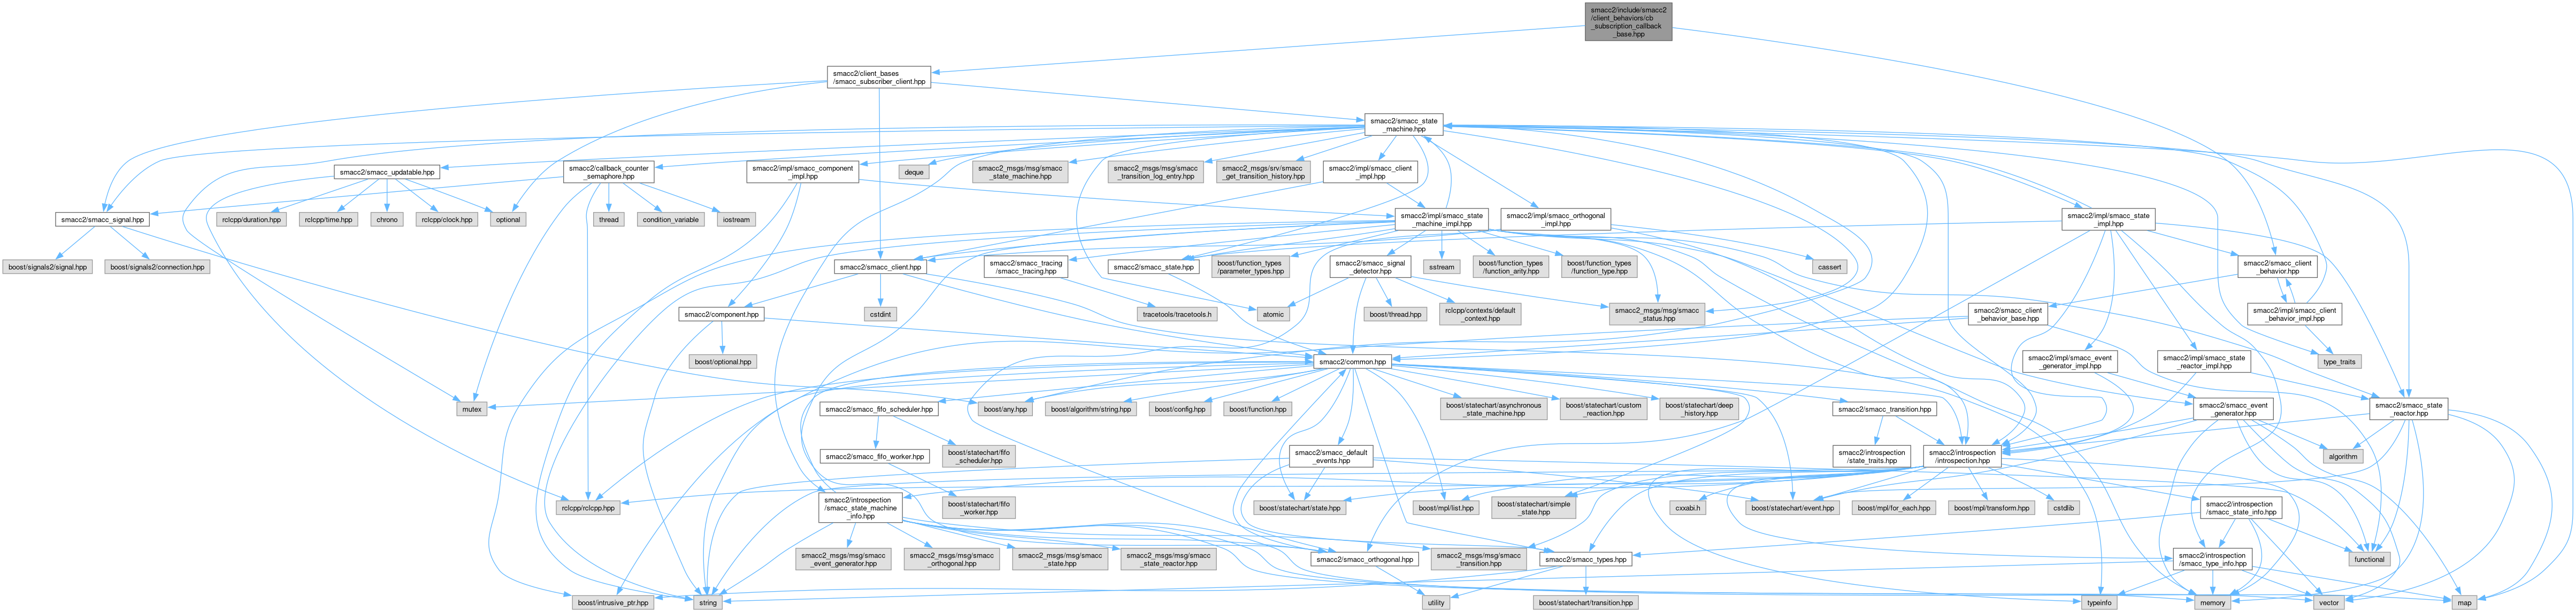 smacc2/include/smacc2
/client_behaviors/cb
_subscription_callback
_base.hpp
smacc2/client_bases
/smacc_subscriber_client.hpp
smacc2/smacc_state
_machine.hpp
smacc2/smacc_updatable.hpp
smacc2/callback_counter
_semaphore.hpp
smacc2/impl/smacc_component
_impl.hpp
deque
smacc2_msgs/msg/smacc
_state_machine.hpp
smacc2_msgs/msg/smacc
_transition_log_entry.hpp
smacc2_msgs/srv/smacc
_get_transition_history.hpp
smacc2/impl/smacc_client
_impl.hpp
smacc2/smacc_signal.hpp
rclcpp/duration.hpp
rclcpp/time.hpp
chrono
rclcpp/clock.hpp
optional
thread
condition_variable
iostream
smacc2/impl/smacc_state
_machine_impl.hpp
smacc2/impl/smacc_orthogonal
_impl.hpp
smacc2/impl/smacc_state
_impl.hpp
boost/signals2/signal.hpp
boost/signals2/connection.hpp
smacc2/smacc_client.hpp
smacc2/smacc_tracing
/smacc_tracing.hpp
smacc2/smacc_state.hpp
boost/function_types
/parameter_types.hpp
smacc2/smacc_signal
_detector.hpp
sstream
boost/function_types
/function_arity.hpp
boost/function_types
/function_type.hpp
cassert
smacc2/smacc_client
_behavior.hpp
smacc2/component.hpp
cstdint
tracetools/tracetools.h
atomic
boost/thread.hpp
rclcpp/contexts/default
_context.hpp
smacc2_msgs/msg/smacc
_status.hpp
smacc2/smacc_client
_behavior_base.hpp
smacc2/impl/smacc_client
_behavior_impl.hpp
boost/optional.hpp
smacc2/common.hpp
smacc2/impl/smacc_event
_generator_impl.hpp
smacc2/impl/smacc_state
_reactor_impl.hpp
type_traits
mutex
smacc2/smacc_fifo_scheduler.hpp
boost/any.hpp
boost/algorithm/string.hpp
boost/config.hpp
boost/function.hpp
boost/statechart/asynchronous
_state_machine.hpp
boost/statechart/custom
_reaction.hpp
boost/statechart/deep
_history.hpp
smacc2/smacc_transition.hpp
smacc2/smacc_event
_generator.hpp
smacc2/smacc_state
_reactor.hpp
smacc2/smacc_fifo_worker.hpp
boost/statechart/fifo
_scheduler.hpp
smacc2/smacc_default
_events.hpp
smacc2/introspection
/state_traits.hpp
smacc2/introspection
/introspection.hpp
algorithm
rclcpp/rclcpp.hpp
smacc2/introspection
/smacc_state_machine
_info.hpp
boost/statechart/fifo
_worker.hpp
boost/statechart/state.hpp
boost/mpl/list.hpp
boost/statechart/simple
_state.hpp
cxxabi.h
boost/statechart/event.hpp
boost/mpl/for_each.hpp
boost/mpl/transform.hpp
cstdlib
smacc2/introspection
/smacc_state_info.hpp
smacc2_msgs/msg/smacc
_event_generator.hpp
smacc2_msgs/msg/smacc
_orthogonal.hpp
smacc2_msgs/msg/smacc
_state.hpp
smacc2_msgs/msg/smacc
_state_reactor.hpp
smacc2/smacc_orthogonal.hpp
smacc2_msgs/msg/smacc
_transition.hpp
smacc2/smacc_types.hpp
smacc2/introspection
/smacc_type_info.hpp
functional
boost/intrusive_ptr.hpp
string
utility
boost/statechart/transition.hpp
typeinfo
memory
vector
map